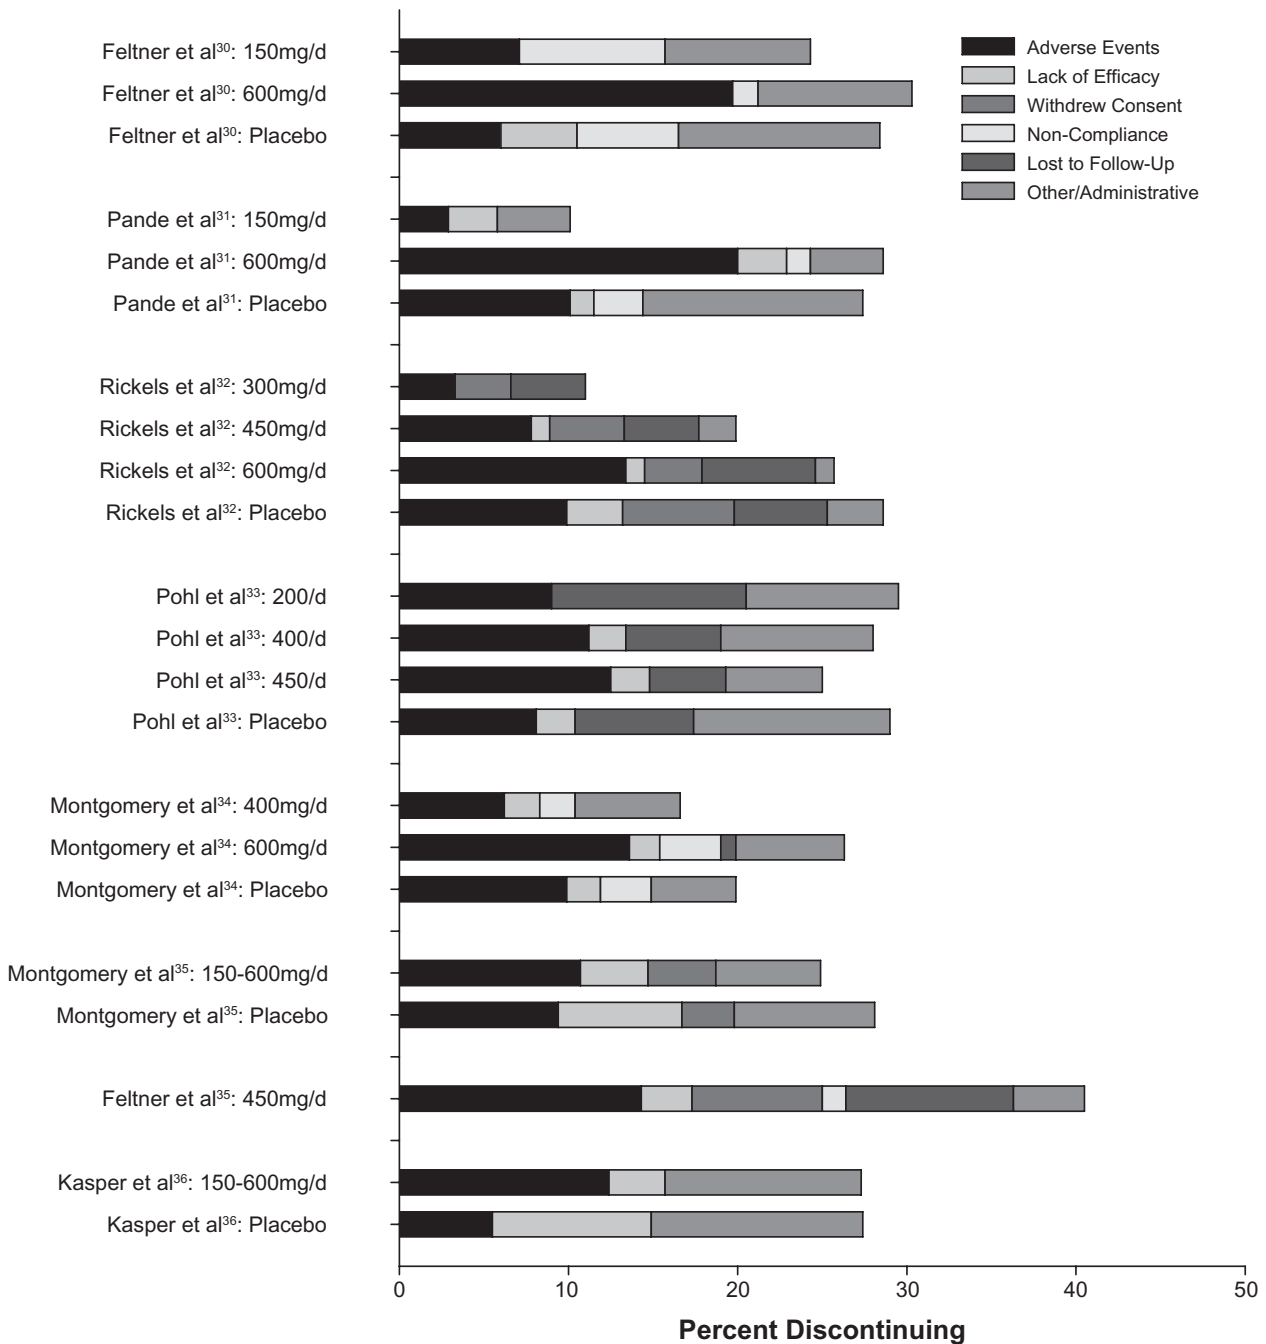 Feltner et al30: 150mg/d
Feltner et al30: 600mg/d
Feltner et al30: Placebo
Pande et al31: 150mg/d
Pande et al31: 600mg/d
Pande et al31: Placebo
Rickels et al32: 300mg/d
Rickels et al32: 450mg/d
Rickels et al32: 600mg/d
Rickels et al32: Placebo
Pohl et al33: 200/d
Pohl et al33: 400/d
Pohl et al33: 450/d
Pohl et al33: Placebo
Montgomery et al34: 400mg/d
Montgomery et al34: 600mg/d
Montgomery et al34: Placebo
Montgomery et al35: 150-600mg/d
Montgomery et al35: Placebo
Feltner et al35: 450mg/d
Kasper et al36: 150-600mg/d
Kasper et al36: Placebo
Adverse Events
Lack of Efficacy
Withdrew Consent
Non-Compliance
Lost to Follow-Up
Other/Administrative
0 10 20 30 40 50
Percent Discontinuing